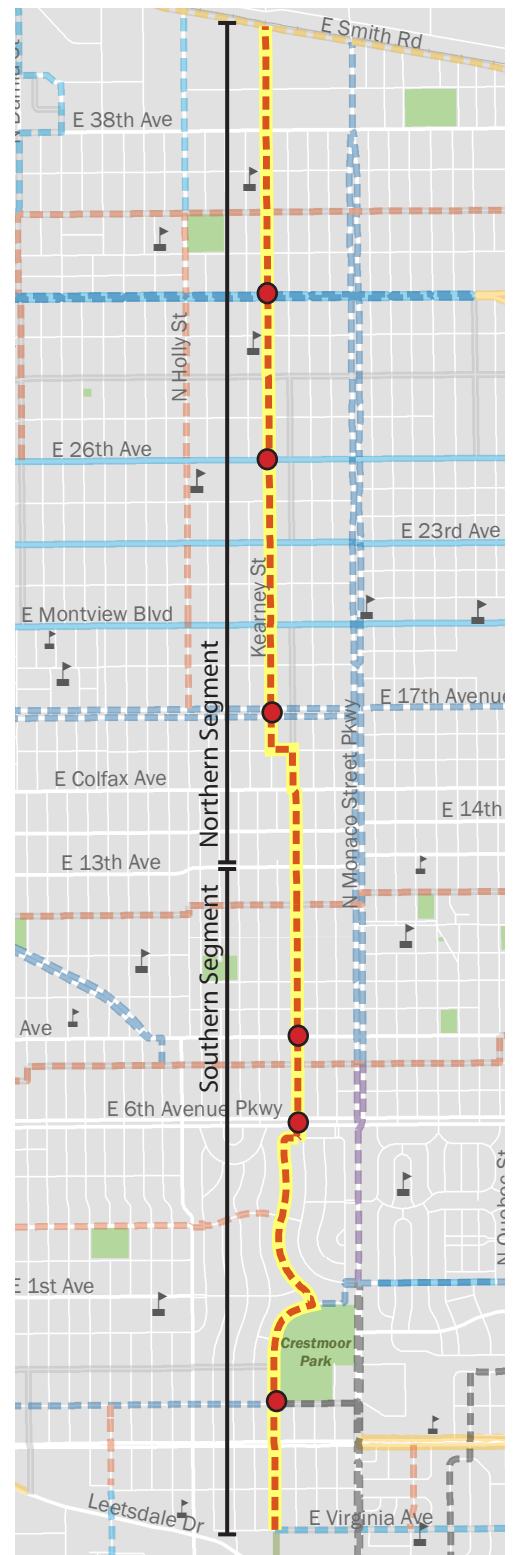 E Smith Rd
E 38th Ave
N Holly St
E 26th Ave
E 23rd Ave
Kearney St
E Montview Blvd
Northern Segment
E 17th Avenue
N Monaco Street Pkwy
E Colfax Ave
E 14th
E 13th Ave
Southern Segment
Ave
E 6th Avenue Pkwy
E 1st Ave
Crestmoor
Park
Leetsdale Dr
E Virginia Ave